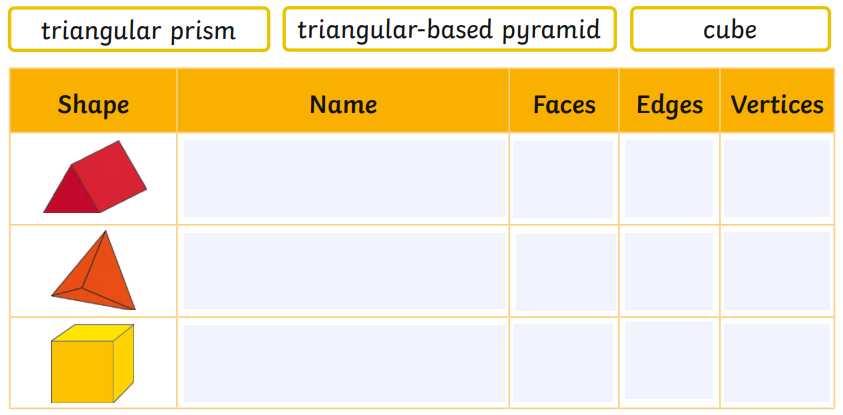 triangular prism
triangular-based pyramid
cube
Shape Name Faces Edges Vertices